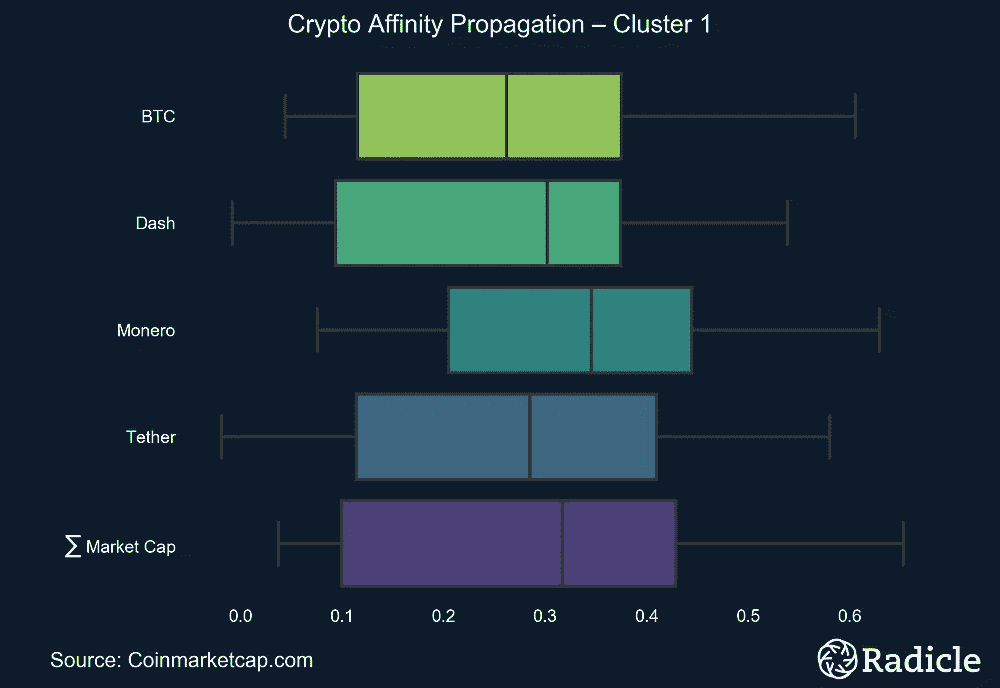 Crypto Affinity Propagation – Cluster 1
BTC
Dash
Monero
Tether
∑ Market Cap
0.0 0.1 0.2 0.3 0.4 0.5 0.6
Source: Coinmarketcap.com
Radicle